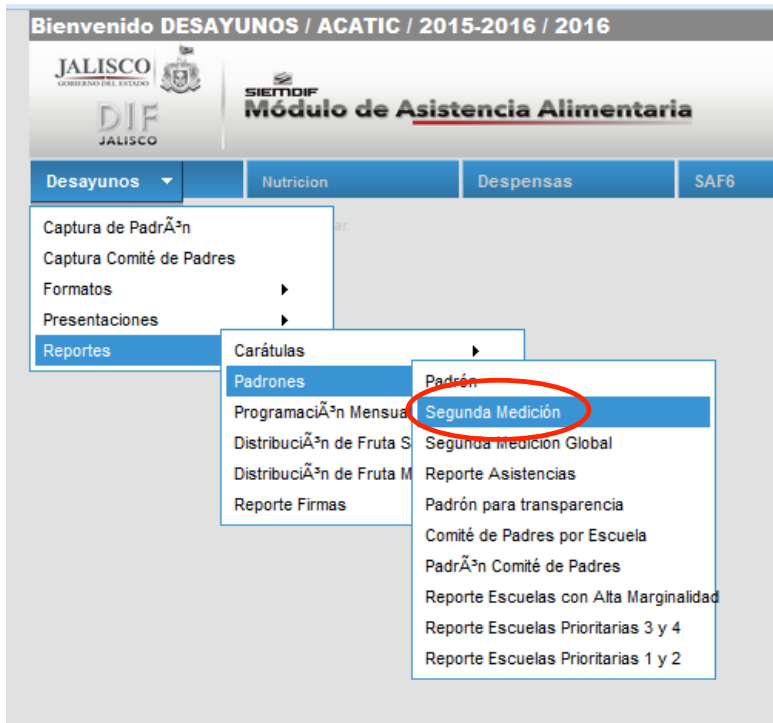 Bienvenido DESAYUNOS / ACATIC / 2015-2016 / 2016
JALISCO
GOBIERNO DEL ESTADO
DIF
JALISCO
SIEMDIF
Módulo de Asistencia Alimentaria
Desayunos Nutricion Despensas SAF6
Captura de PadrÃ³n
ar
Captura Comité de Padres
Formatos
Presentaciones
Reportes
Carátulas
Padrones
ProgramaciÃ³n Mensua
DistribuciÃ³n de Fruta S
DistribuciÃ³n de Fruta M
Reporte Firmas
Padrón
Segunda Medición
Segunda Medición Global
Reporte Asistencias
Padrón para transparencia
Comité de Padres por Escuela
PadrÃ³n Comité de Padres
Reporte Escuelas con Alta Marginalidad
Reporte Escuelas Prioritarias 3 y 4
Reporte Escuelas Prioritarias 1 y 2